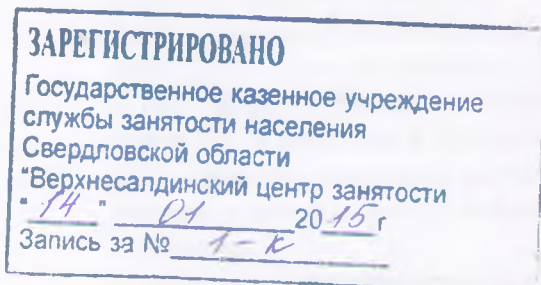 ЗАРЕГИСТРИРОВАНО
Государственное казенное учреждение
службы занятости населения
Свердловской области
"Верхнесалдинский центр занятости
" 14 " 01 2015 г
Запись за № 1-к